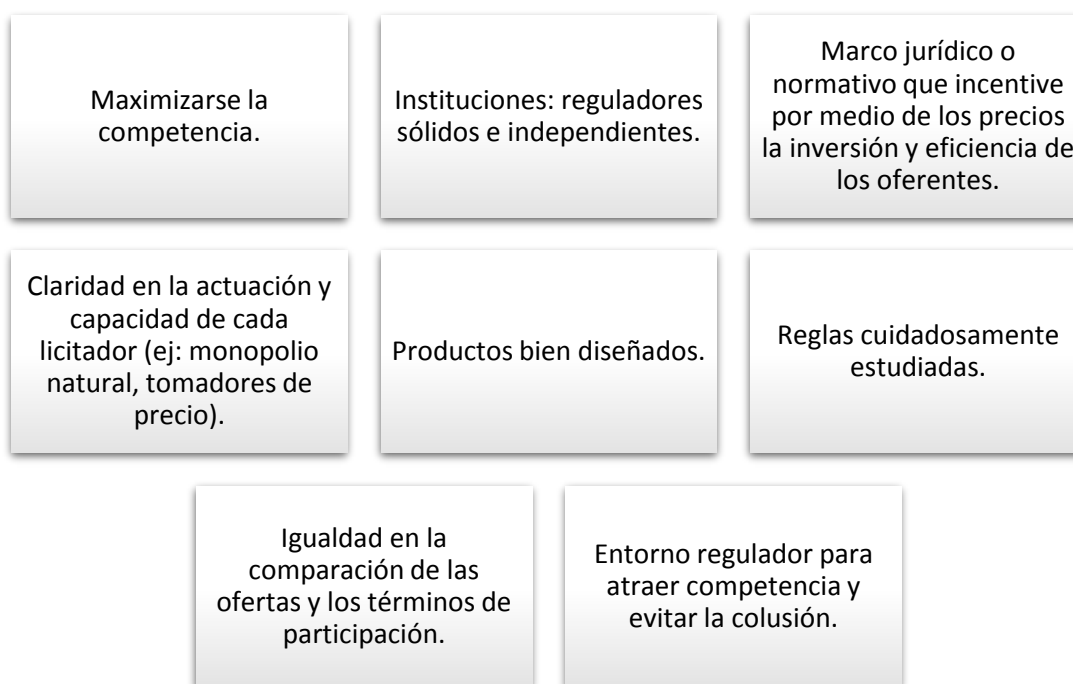 Maximizarse la
competencia.
Instituciones: reguladores
sólidos e independientes.
Marco jurídico o
normativo que incentive
por medio de los precios
la inversión y eficiencia de
los oferentes.
Claridad en la actuación y
capacidad de cada
licitador (ej: monopolio
natural, tomadores de
precio).
Productos bien diseñados.
Reglas cuidadosamente
estudiadas.
Igualdad en la
comparación de las
ofertas y los términos de
participación.
Entorno regulador para
atraer competencia y
evitar la colusión.